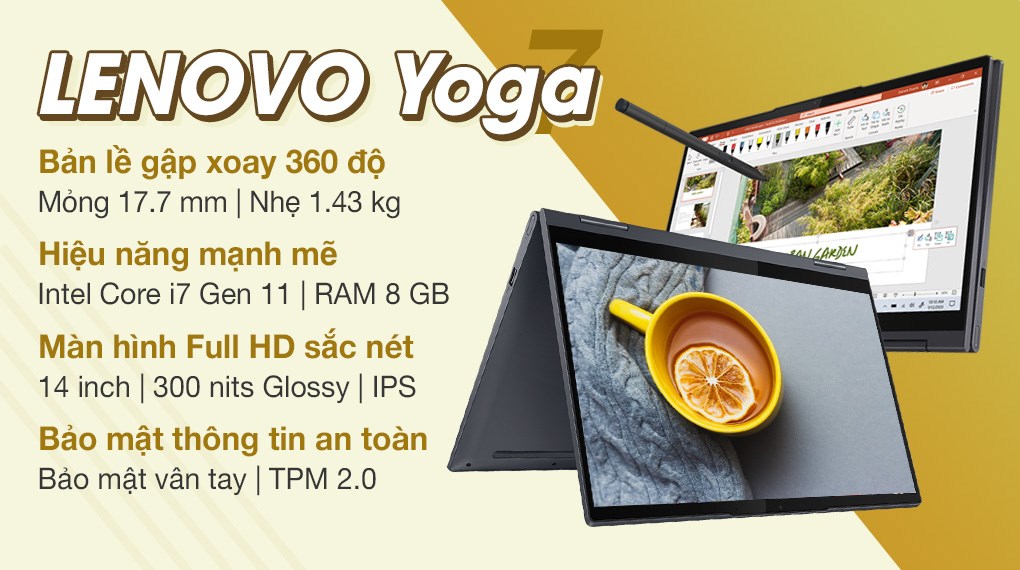 LENOVO Yoga 7
Bản lề gập xoay 360 độ
Mỏng 17.7 mm | Nhẹ 1.43 kg
Hiệu năng mạnh mẽ
Intel Core i7 Gen 11 | RAM 8 GB
Màn hình Full HD sắc nét
14 inch | 300 nits Glossy | IPS
Bảo mật thông tin an toàn
Bảo mật vân tay | TPM 2.0
GARDEN